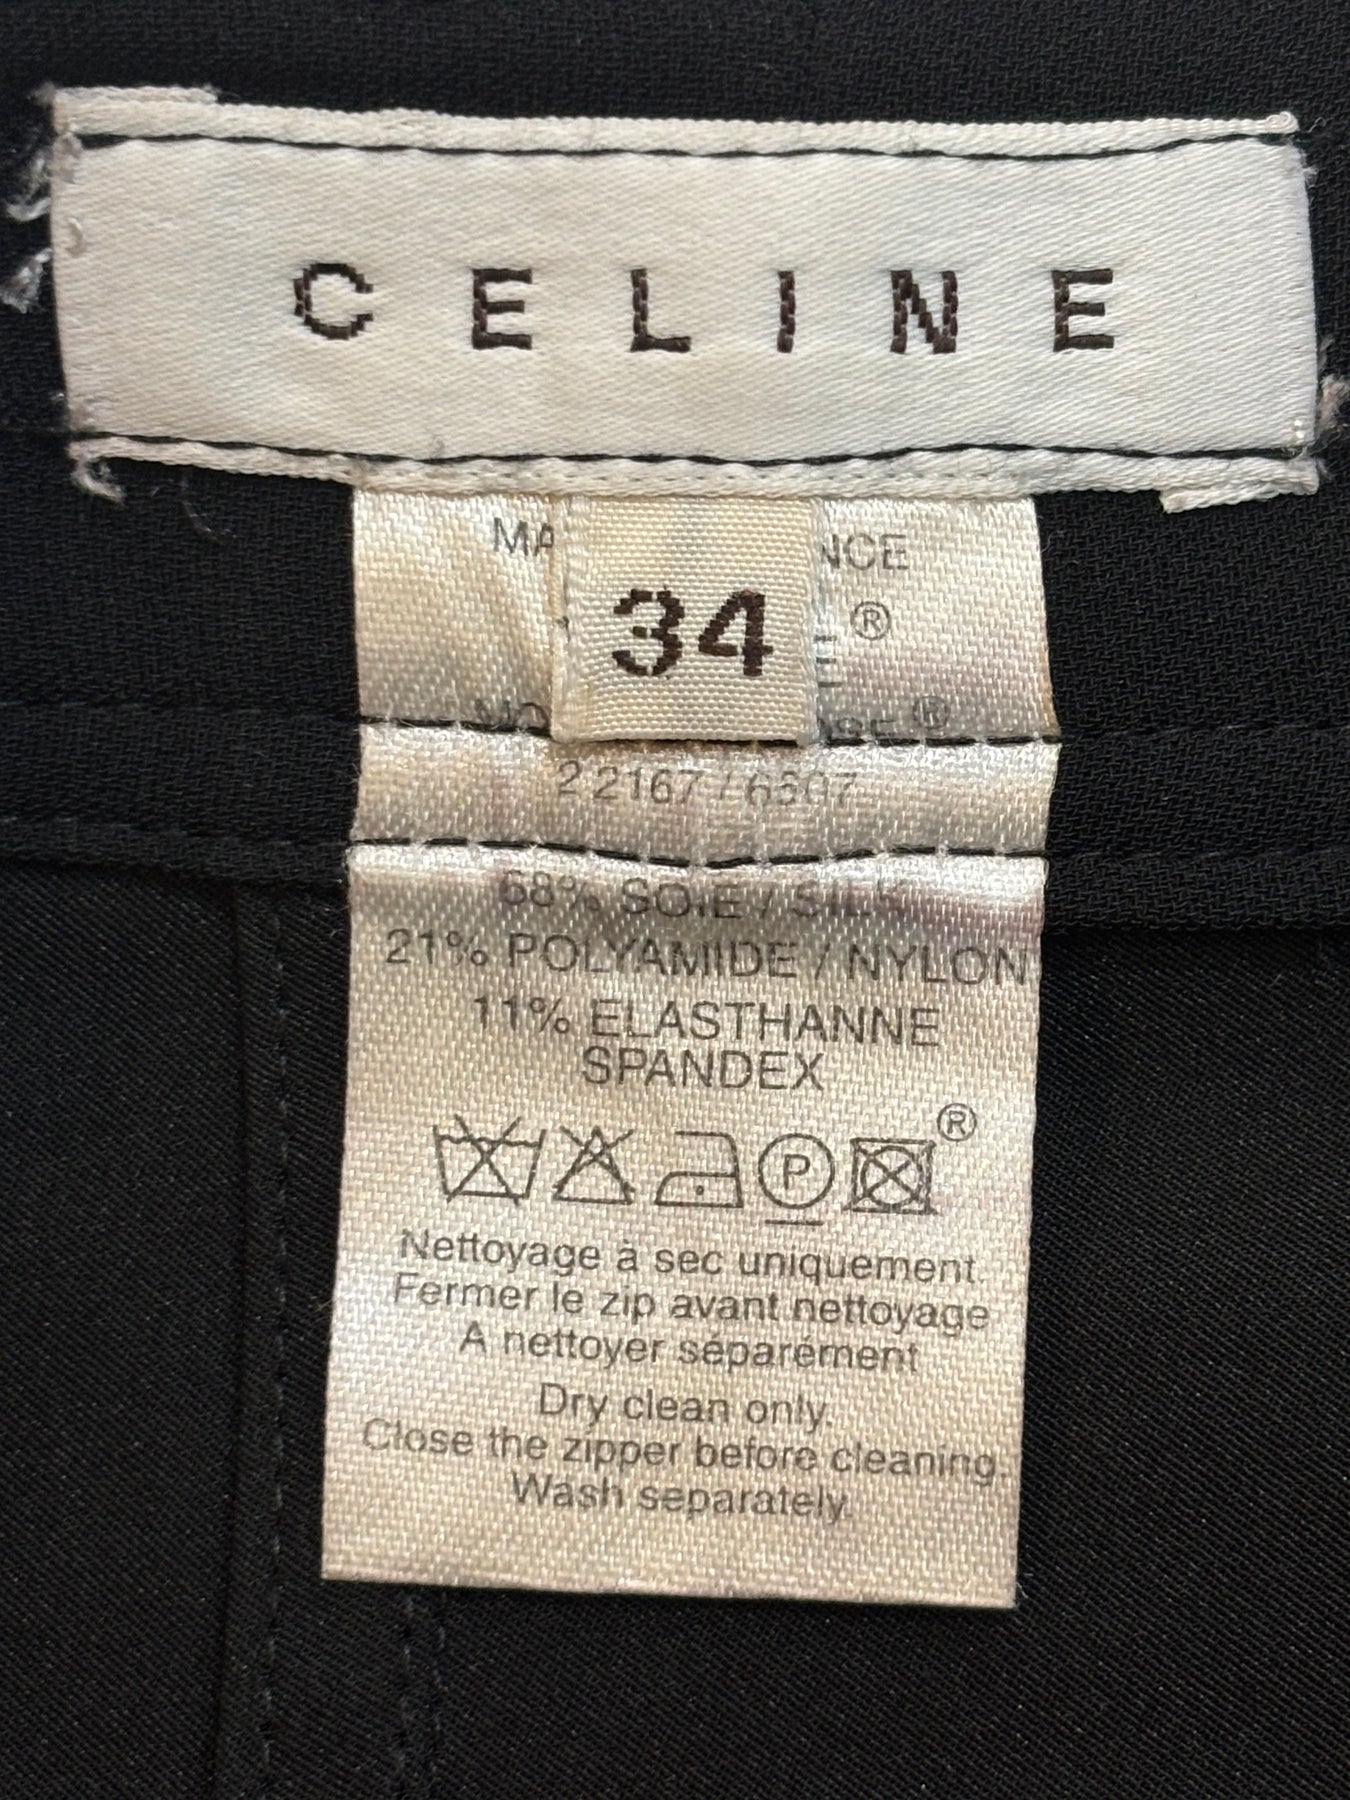 CELINE
34
®
®
2 2167 / 6607
68% SOIE / SILK
21% POLYAMIDE / NYLON
11% ELASTHANNE
SPANDEX
P
®
Nettoyage à sec uniquement.
Fermer le zip avant nettoyage
A nettoyer séparément
Dry clean only.
Close the zipper before cleaning.
Wash separately.